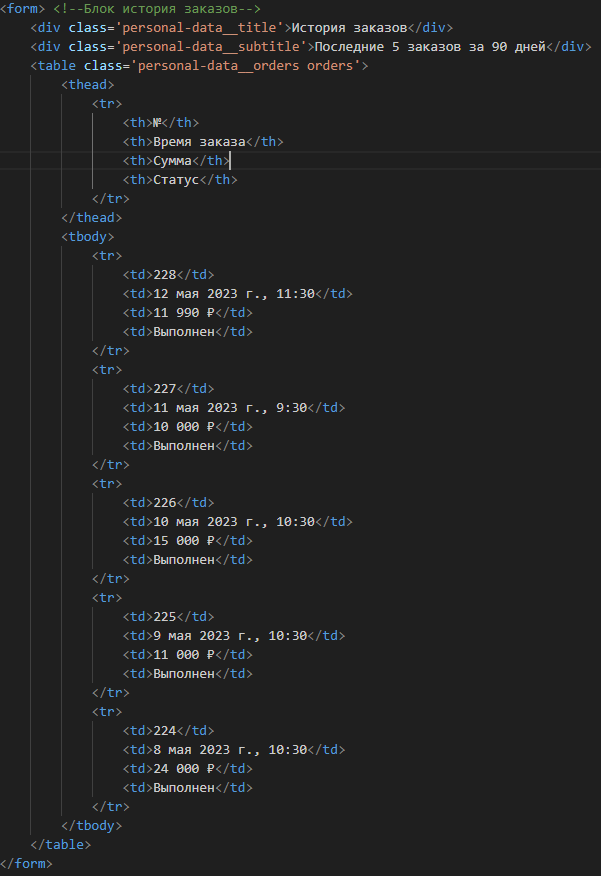 <form> <!--Блок история заказов-->
<div class='personal-data__title'>История заказов</div>
<div class='personal-data__subtitle'>Последние 5 заказов за 90 дней</div>
<table class='personal-data__orders orders'>
<thead>
<tr>
<th>№</th>
<th>Время заказа</th>
<th>Сумма</th>
<th>Статус</th>
</tr>
</thead>
<tbody>
<tr>
<td>228</td>
<td>12 мая 2023 г., 11:30</td>
<td>11 990 ₽</td>
<td>Выполнен</td>
</tr>
<tr>
<td>227</td>
<td>11 мая 2023 г., 9:30</td>
<td>10 000 ₽</td>
<td>Выполнен</td>
</tr>
<tr>
<td>226</td>
<td>10 мая 2023 г., 10:30</td>
<td>15 000 ₽</td>
<td>Выполнен</td>
</tr>
<tr>
<td>225</td>
<td>9 мая 2023 г., 10:30</td>
<td>11 000 ₽</td>
<td>Выполнен</td>
</tr>
<tr>
<td>224</td>
<td>8 мая 2023 г., 10:30</td>
<td>24 000 ₽</td>
<td>Выполнен</td>
</tr>
</tbody>
</table>
</form>